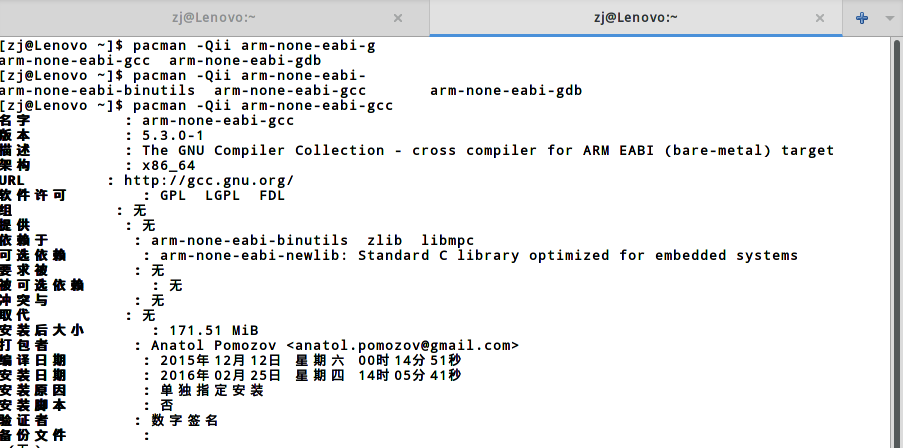 zj@Lenovo:~ × zj@Lenovo:~ ×
[zj@Lenovo ~]$ pacman -Qii arm-none-eabi-g
arm-none-eabi-gcc  arm-none-eabi-gdb
[zj@Lenovo ~]$ pacman -Qii arm-none-eabi-
arm-none-eabi-binutils  arm-none-eabi-gcc       arm-none-eabi-gdb
[zj@Lenovo ~]$ pacman -Qii arm-none-eabi-gcc
名字 : arm-none-eabi-gcc
版本 : 5.3.0-1
描述 : The GNU Compiler Collection - cross compiler for ARM EABI (bare-metal) target
架构 : x86_64
URL : http://gcc.gnu.org/
软件许可 : GPL  LGPL  FDL
组 : 无
提供 : 无
依赖于 : arm-none-eabi-binutils  zlib  libmpc
可选依赖 : arm-none-eabi-newlib: Standard C library optimized for embedded systems
要求被 : 无
被可选依赖 : 无
冲突与 : 无
取代 : 无
安装后大小 : 171.51 MiB
打包者 : Anatol Pomozov <anatol.pomozov@gmail.com>
编译日期 : 2015年12月12日 星期六 00时14分51秒
安装日期 : 2016年02月25日 星期四 14时05分41秒
安装原因 : 单独指定安装
安装脚本 : 否
验证者 : 数字签名
备份文件 :